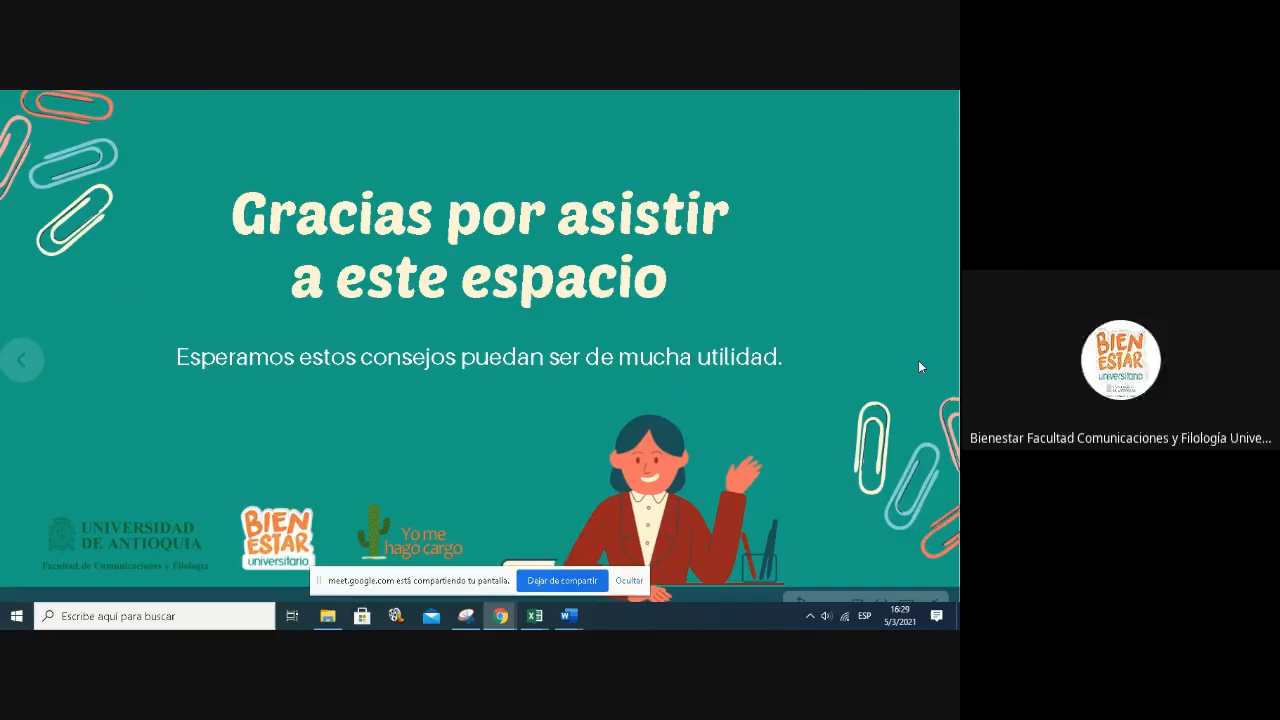 Gracias por asistir
a este espacio
Esperamos estos consejos puedan ser de mucha utilidad.
UNIVERSIDAD
DE ANTIOQUIA
Facultad de Comunicaciones y Filología
BIEN
ESTAR
universitario
Yo me
hago cargo
meet.google.com está compartiendo tu pantalla.
Dejar de compartir
Ocultar
Escribe aquí para buscar
ESP
16:29
5/3/2021
BIEN
ESTAR
universitario
Bienestar Facultad Comunicaciones y Filología Unive...